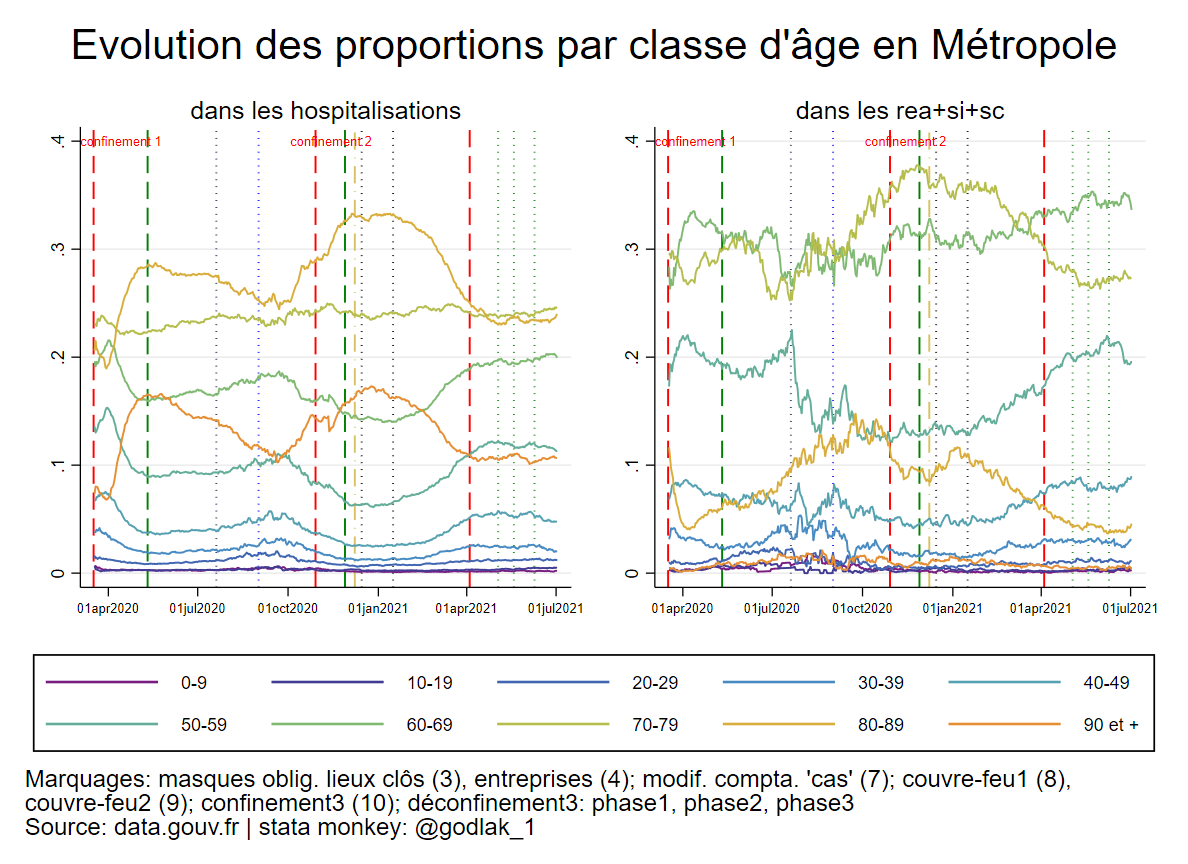 Evolution des proportions par classe d'âge en Métropole
dans les hospitalisations
dans les rea+si+sc
confinement 1
confinement 2
confinement 1
confinement 2
.4
.3
.2
.1
0
.4
.3
.2
.1
0
01apr2020 01jul2020 01oct2020 01jan2021 01apr2021 01jul2021
01apr2020 01jul2020 01oct2020 01jan2021 01apr2021 01jul2021
0-9 10-19 20-29 30-39 40-49
50-59 60-69 70-79 80-89 90 et +
Marquages: masques oblig. lieux clôs (3), entreprises (4); modif. compta. 'cas' (7); couvre-feu1 (8),
couvre-feu2 (9); confinement3 (10); déconfinement3: phase1, phase2, phase3
Source: data.gouv.fr | stata monkey: @godlak_1